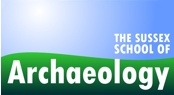 THE SUSSEX
SCHOOL OF
Archaeology